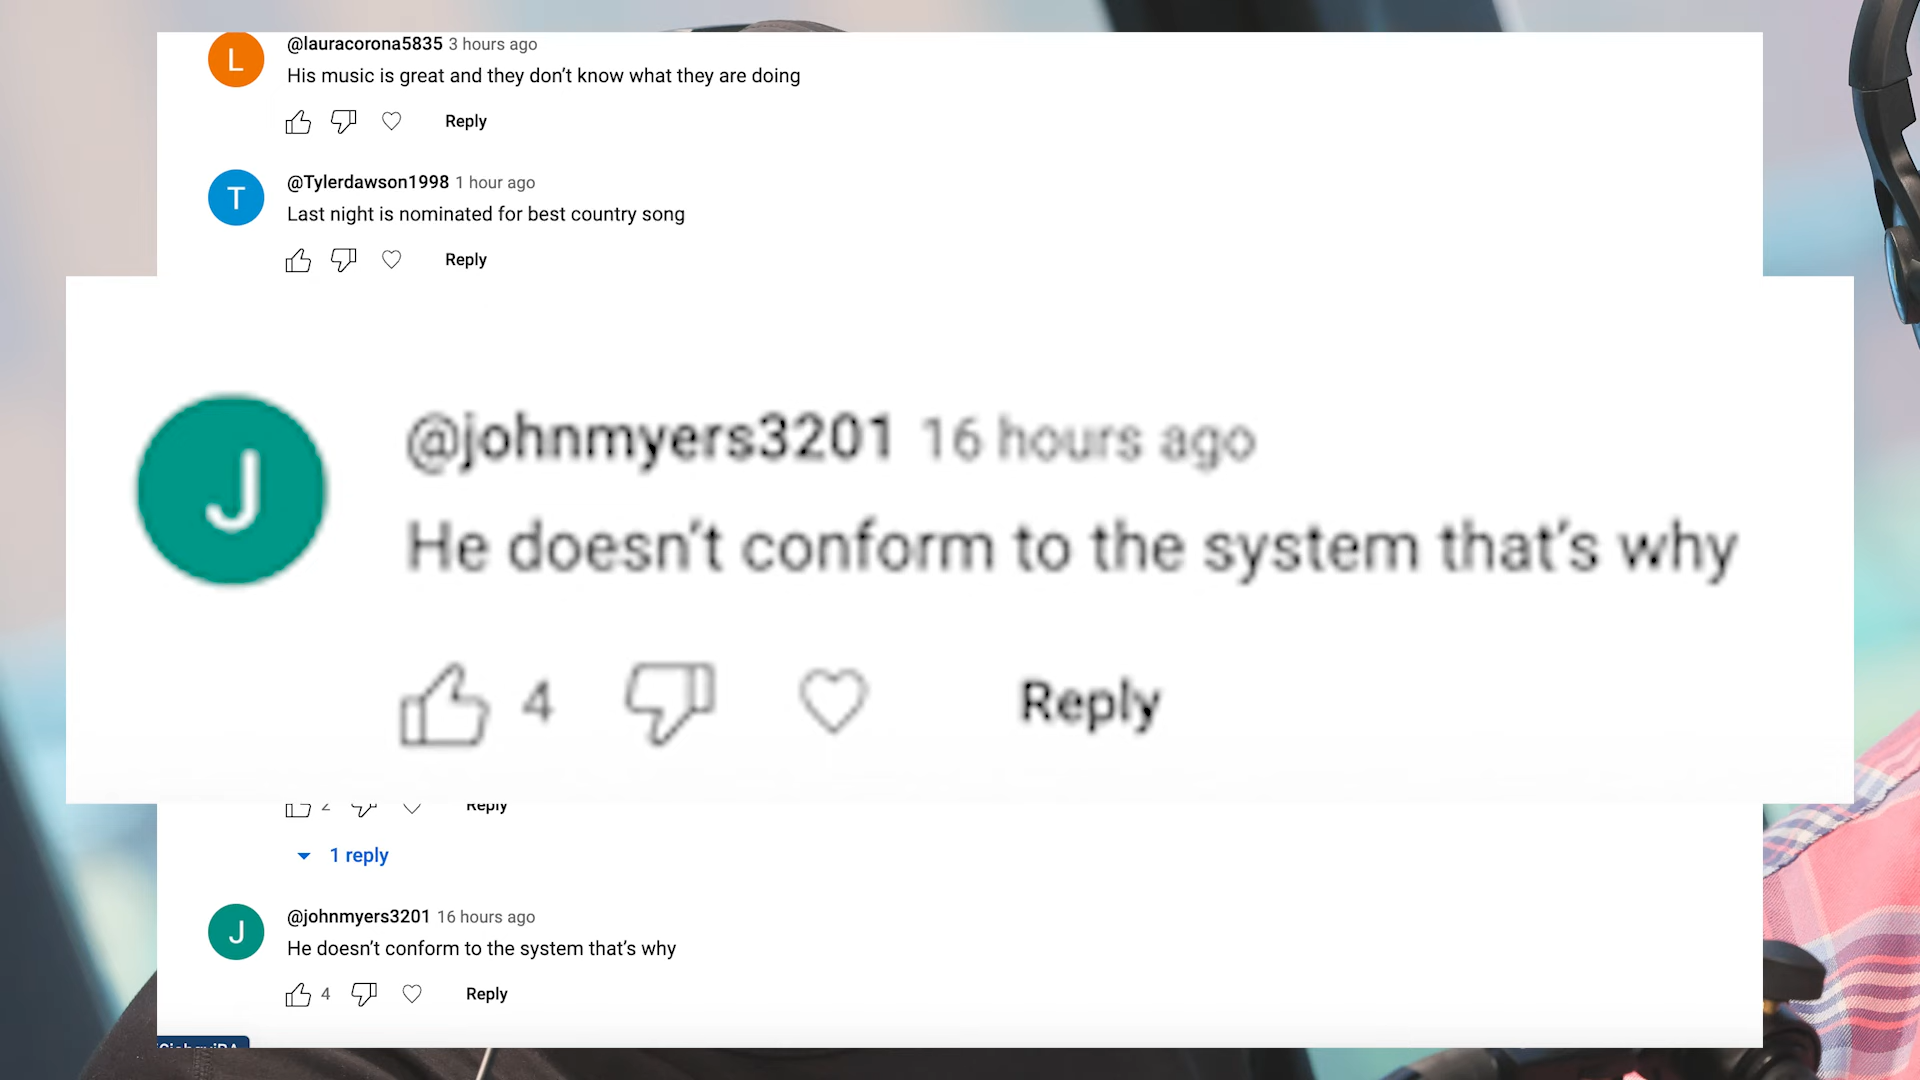 @lauracorona5835 3 hours ago
His music is great and they don't know what they are doing
Reply
@Tylerdawson1998 1 hour ago
Last night is nominated for best country song
Reply
@johnmyers3201 16 hours ago
He doesn't conform to the system that's why
4 Reply
2 Reply
1 reply
@johnmyers3201 16 hours ago
He doesn't conform to the system that's why
4 Reply